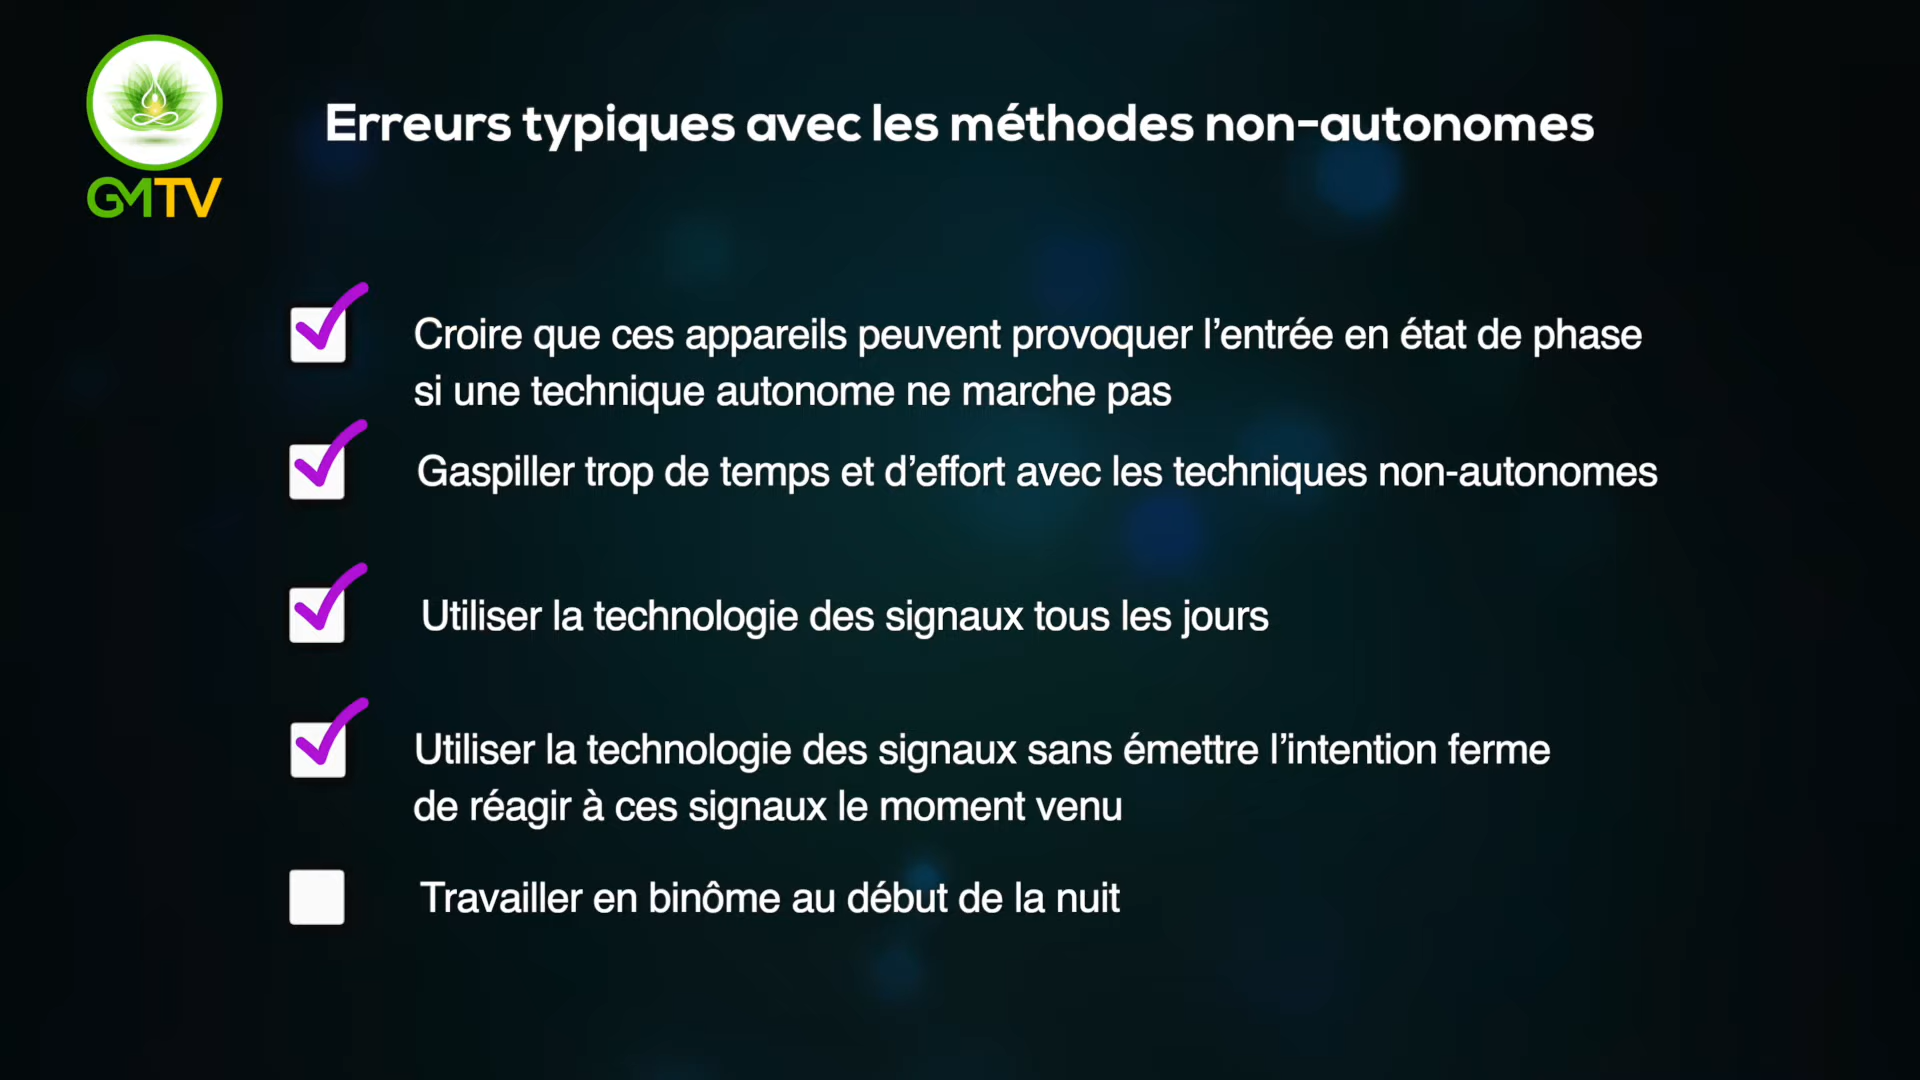 GMTV
Erreurs typiques avec les méthodes non-autonomes
Croire que ces appareils peuvent provoquer l’entrée en état de phase
si une technique autonome ne marche pas
Gaspiller trop de temps et d’effort avec les techniques non-autonomes
Utiliser la technologie des signaux tous les jours
Utiliser la technologie des signaux sans émettre l’intention ferme
de réagir à ces signaux le moment venu
Travailler en binôme au début de la nuit